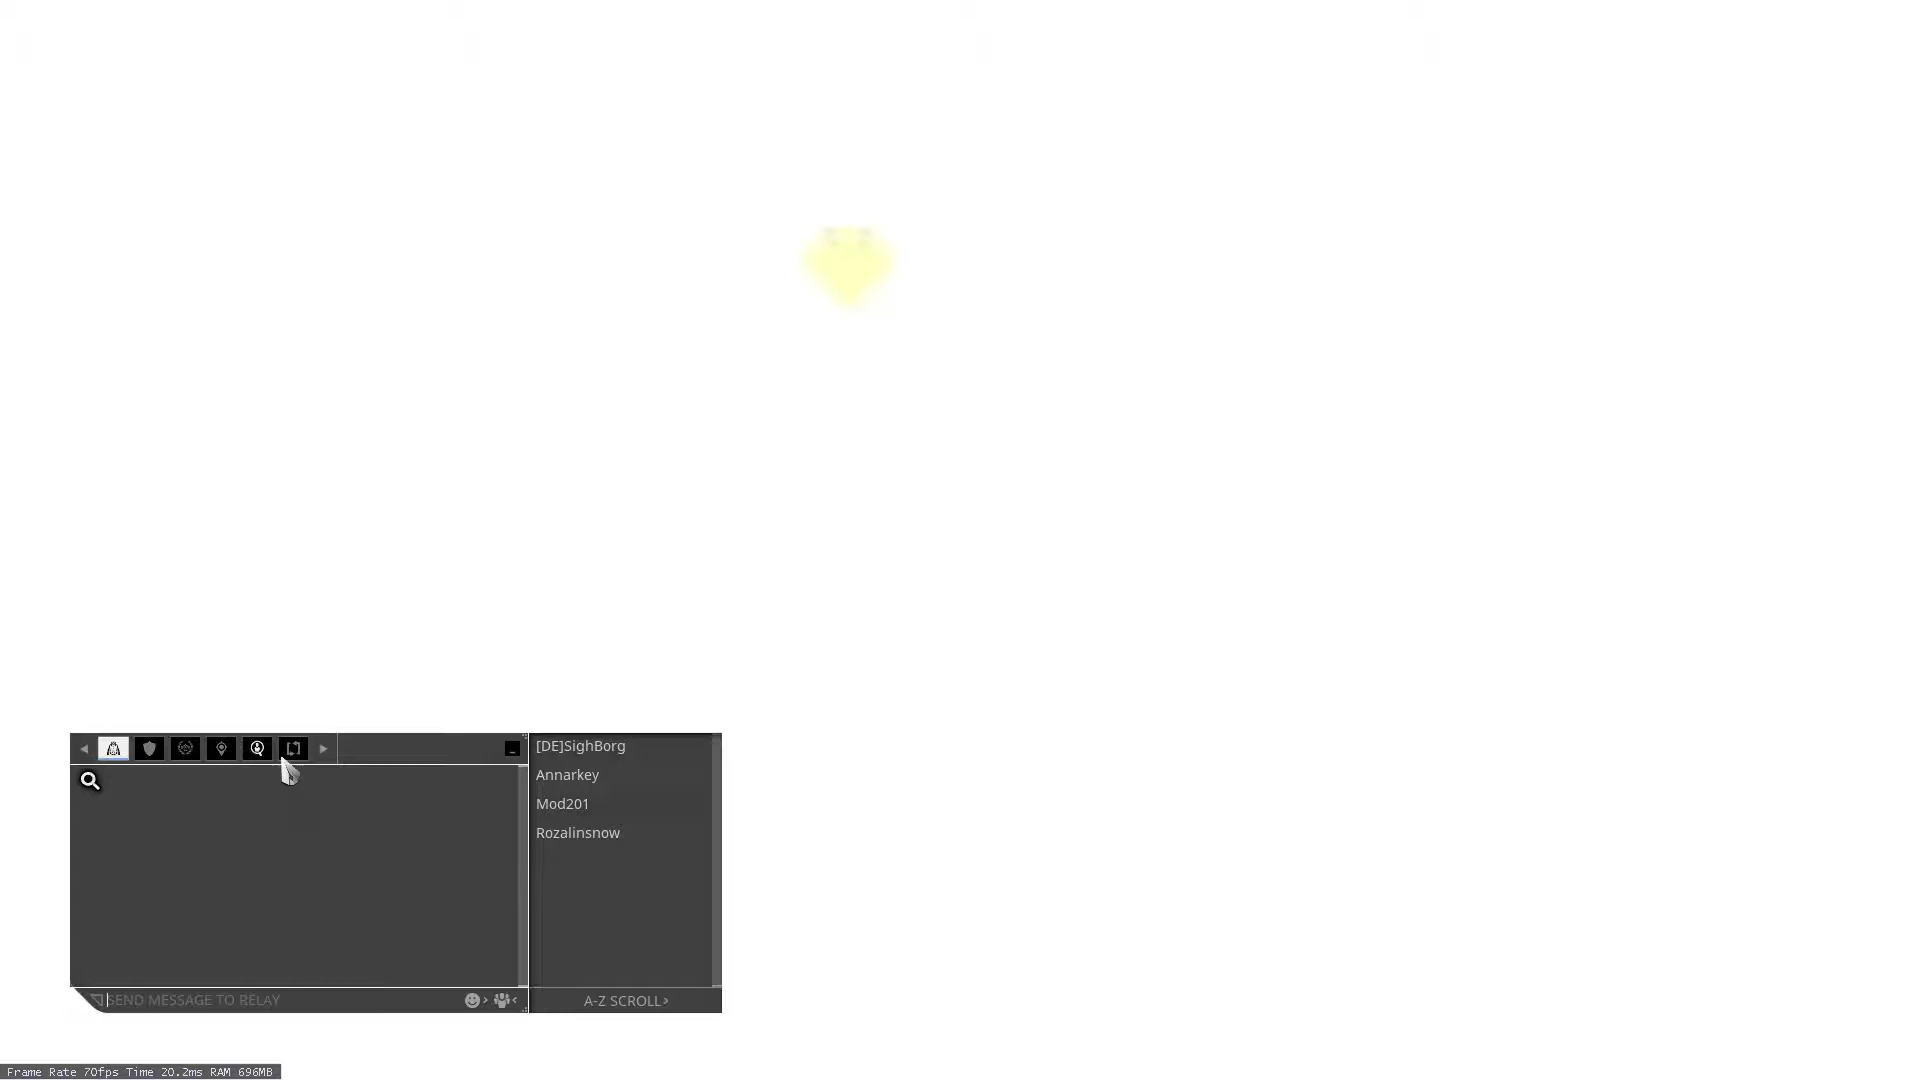 [DE]SighBorg
Annarkey
Mod201
Rozalinsnow
SEND MESSAGE TO RELAY
A-Z SCROLL>
Frame Rate 70fps Time 20.2ms RAM 696MB